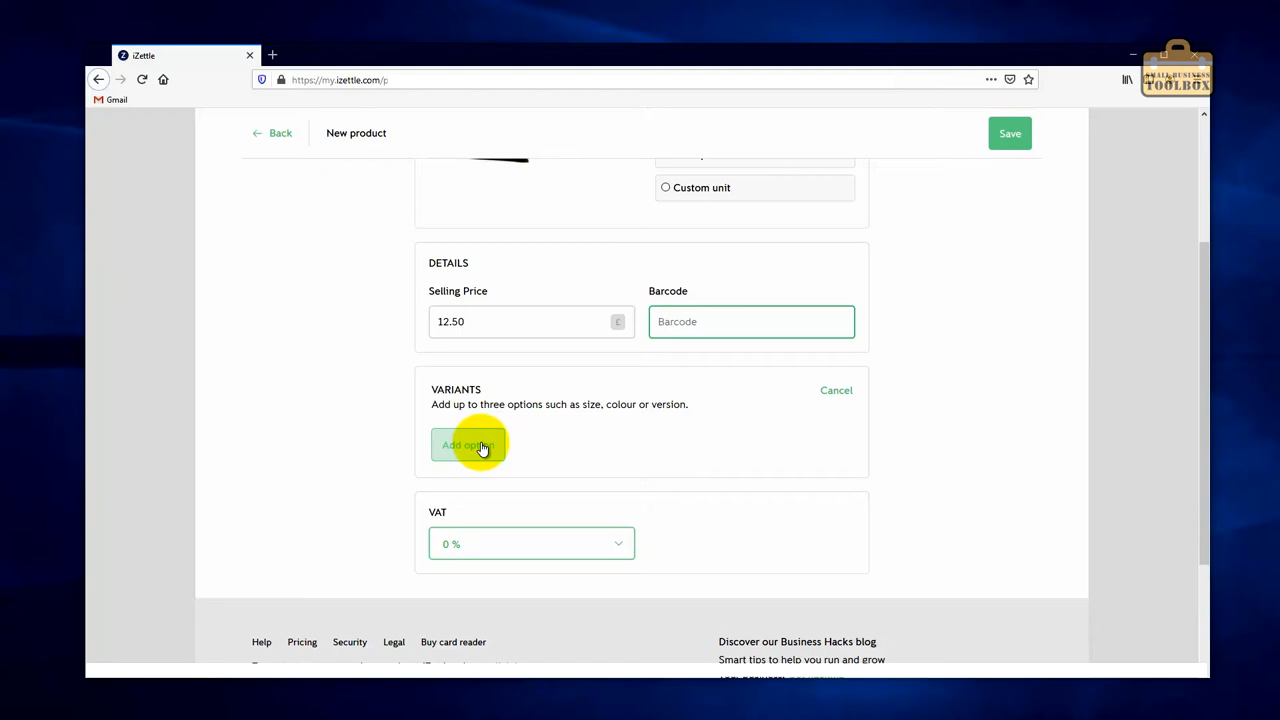 iZettle
https://my.izettle.com/p
Gmail
SMALL BUSINESS
TOOLBOX
Back
New product
Save
Custom unit
DETAILS
Selling Price
Barcode
12.50
£
Barcode
VARIANTS
Cancel
Add up to three options such as size, colour or version.
Add option
VAT
0 %
Help
Pricing
Security
Legal
Buy card reader
Discover our Business Hacks blog
Smart tips to help you run and grow